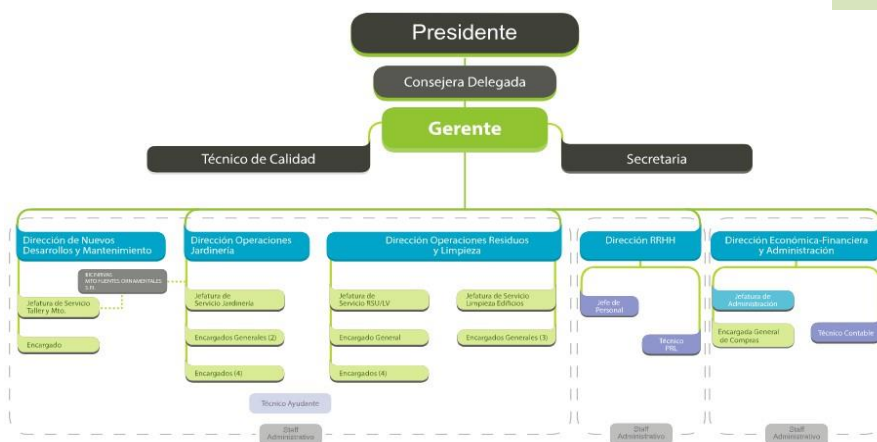 Presidente
Consejera Delegada
Gerente
Técnico de Calidad
Secretaria
Dirección de Nuevos
Desarrollos y Mantenimiento
Dirección Operaciones
Jardinería
Dirección Operaciones Residuos
y Limpieza
Dirección RRHH
Dirección Económica-Financiera
y Administración
MTO FUENTES ORNAMENTALES
Jefatura de Servicio
Taller y Mto.
Encargado
Jefatura de
Servicio Jardinería
Encargados Generales (2)
Encargados (4)
Jefatura de
Servicio RSU/LV
Encargado General
Encargados (4)
Jefatura de Servicio
Limpieza Edificios
Encargados Generales (3)
Jefe de
Personal
Técnico
PRL
Jefatura de
Administración
Encargada General
de Compras
Técnico Contable
Técnico Ayudante
Staff
Administrativo
Staff
Administrativo
Staff
Administrativo